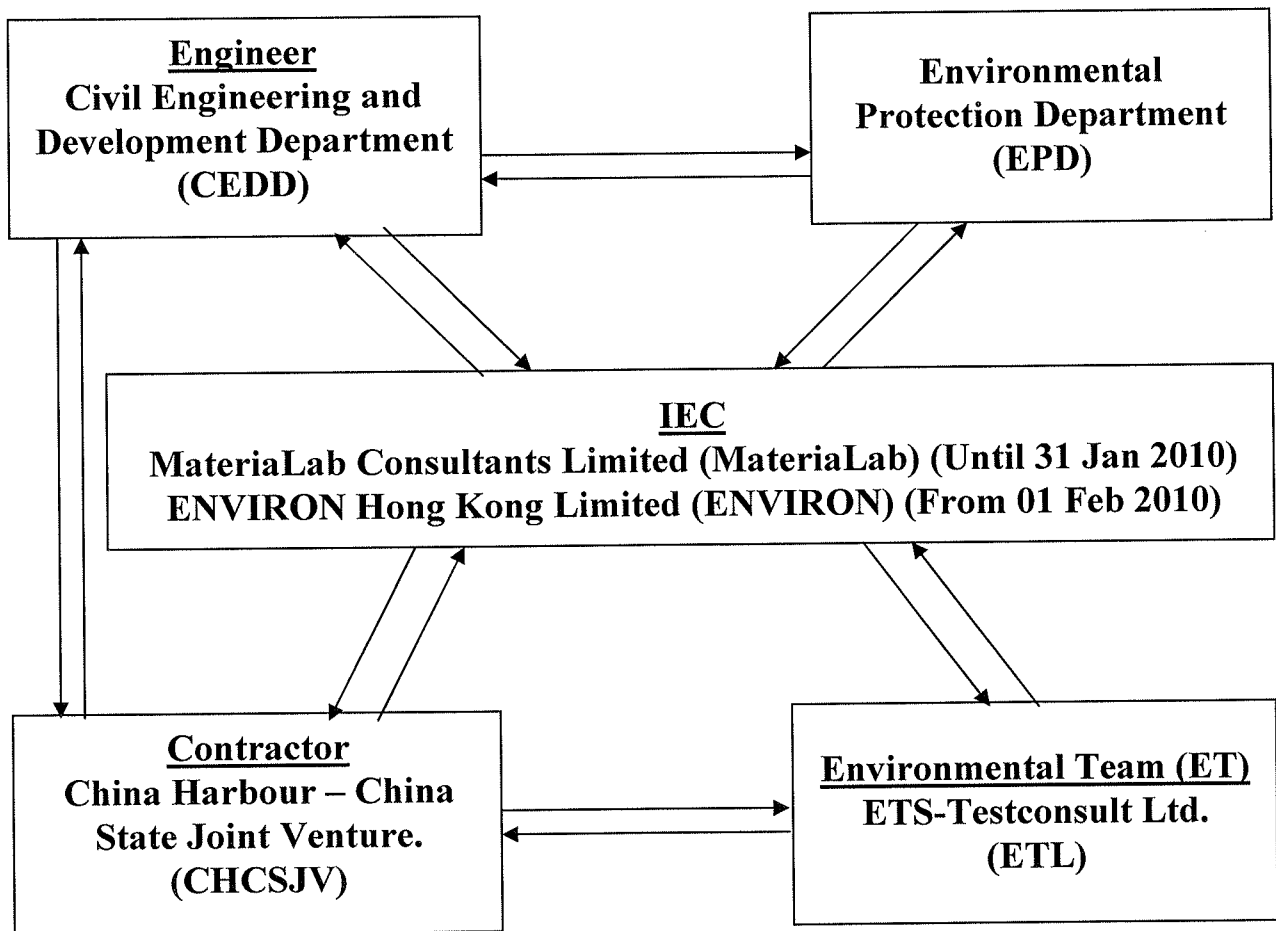 Engineer
Civil Engineering and
Development Department
(CEDD)
Environmental
Protection Department
(EPD)
IEC
MateriaLab Consultants Limited (MateriaLab) (Until 31 Jan 2010)
ENVIRON Hong Kong Limited (ENVIRON) (From 01 Feb 2010)
Contractor
China Harbour – China
State Joint Venture.
(CHCSJV)
Environmental Team (ET)
ETS-Testconsult Ltd.
(ETL)